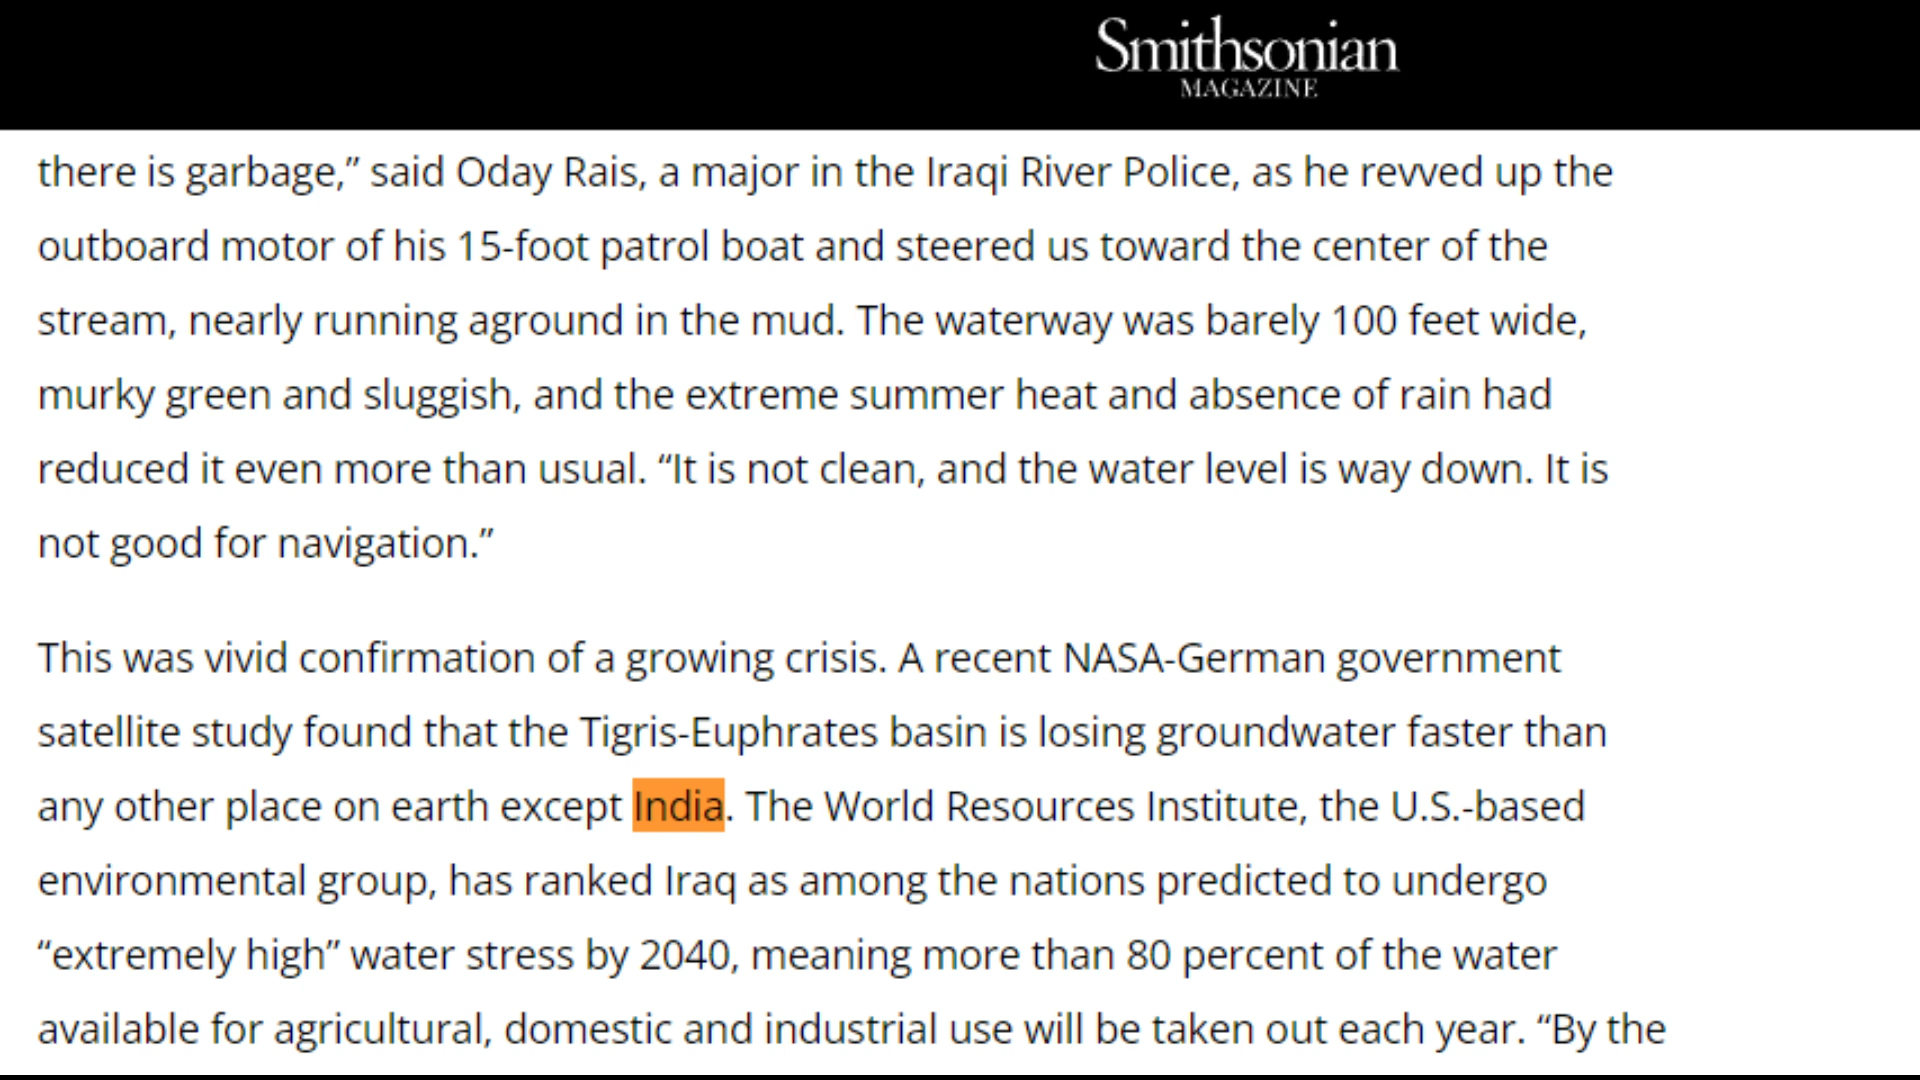 Smithsonian
MAGAZINE
there is garbage,” said Oday Rais, a major in the Iraqi River Police, as he revved up the
outboard motor of his 15-foot patrol boat and steered us toward the center of the
stream, nearly running aground in the mud. The waterway was barely 100 feet wide,
murky green and sluggish, and the extreme summer heat and absence of rain had
reduced it even more than usual. “It is not clean, and the water level is way down. It is
not good for navigation.”
This was vivid confirmation of a growing crisis. A recent NASA-German government
satellite study found that the Tigris-Euphrates basin is losing groundwater faster than
any other place on earth except India. The World Resources Institute, the U.S.-based
environmental group, has ranked Iraq as among the nations predicted to undergo
“extremely high” water stress by 2040, meaning more than 80 percent of the water
available for agricultural, domestic and industrial use will be taken out each year. “By the